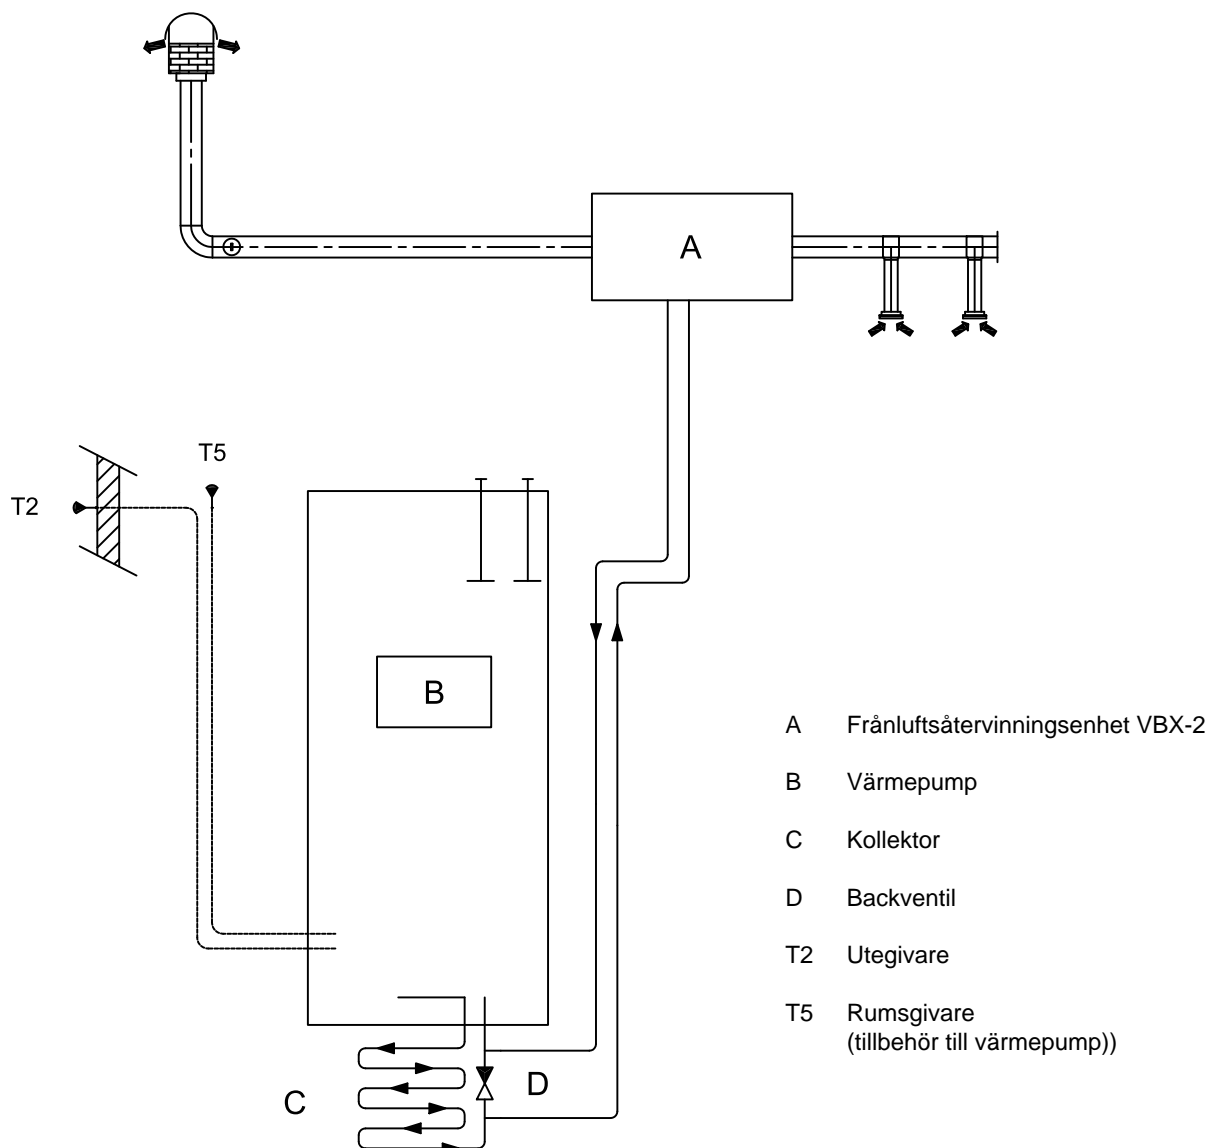 A
T5
T2
B
A Frånluftsåtervinningsenhet VBX-2
B Värmepump
C Kollektor
D Backventil
T2 Utegivare
T5 Rumsgivare
(tillbehör till värmepump))
D
C